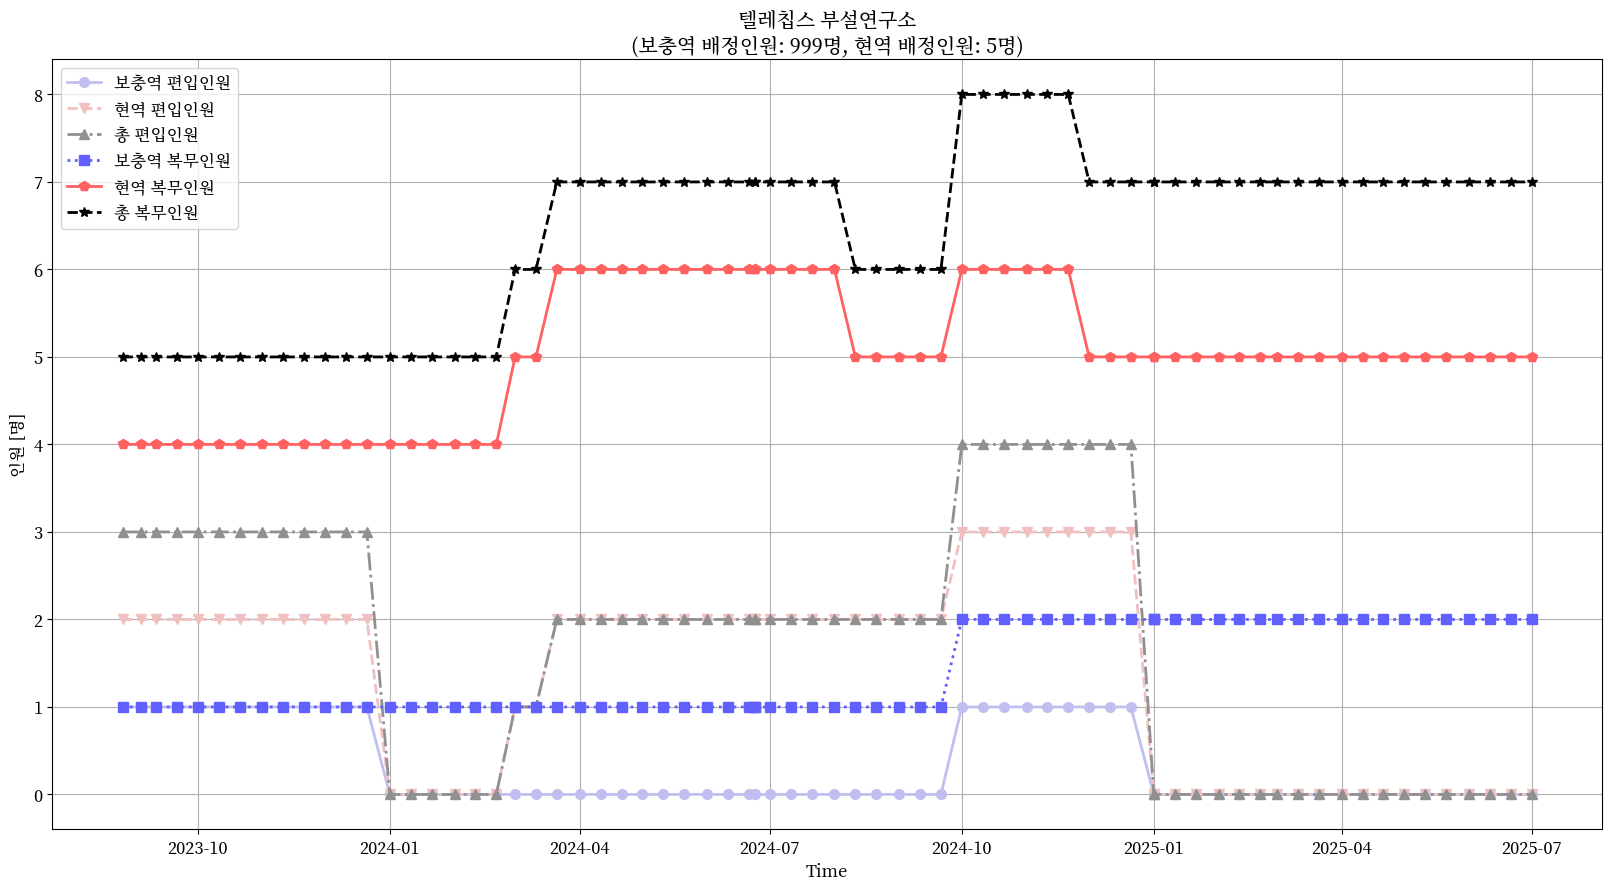 텔레칩스 부설연구소
(보충역 배정인원: 999명, 현역 배정인원: 5명)
보충역 편입인원
현역 편입인원
총 편입인원
보충역 복무인원
현역 복무인원
총 복무인원
인원 [명]
8
7
6
5
4
3
2
1
0
2023-10
2024-01
2024-04
2024-07
2024-10
2025-01
2025-04
2025-07
Time